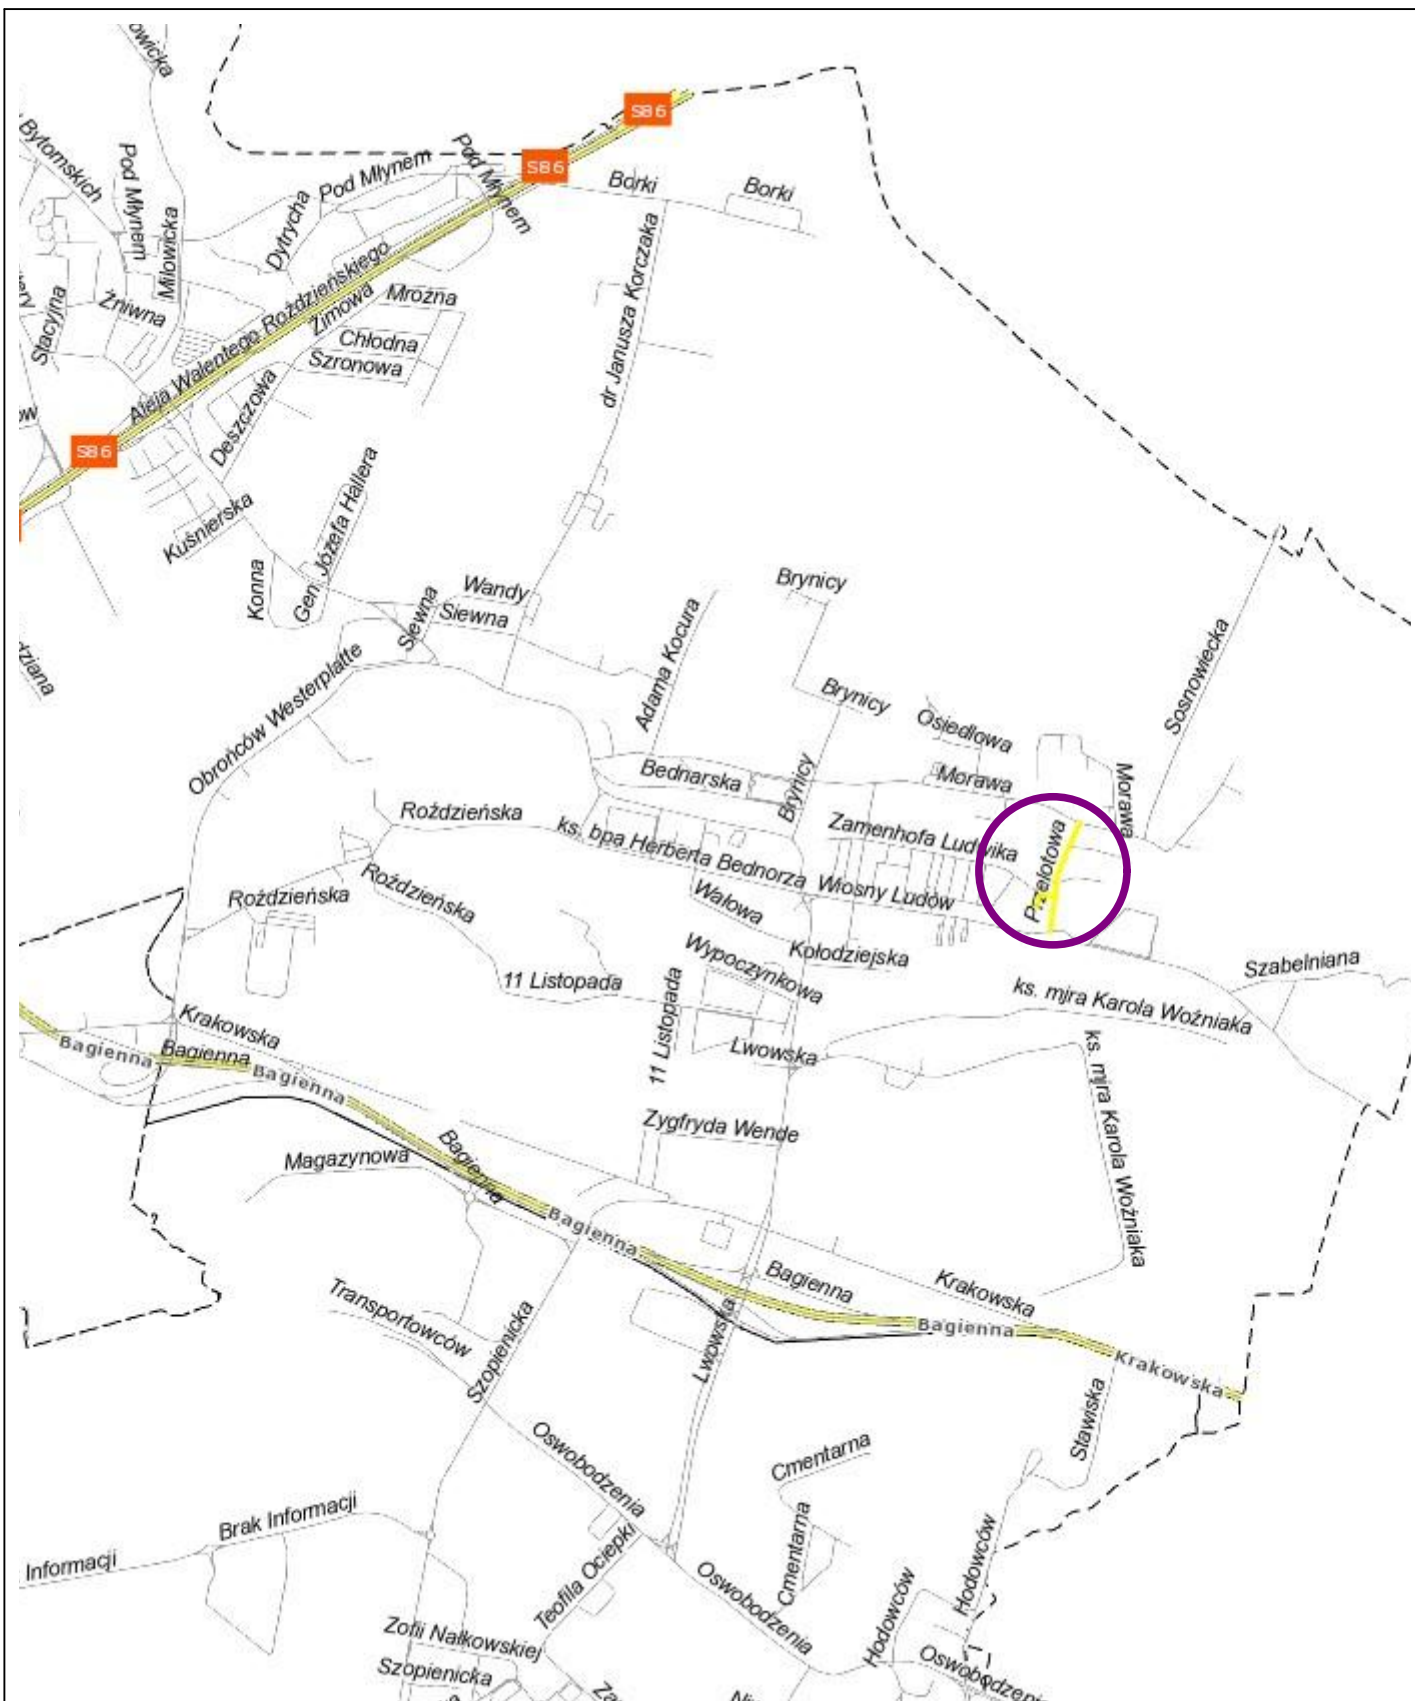 owicka
S86
Bytomskich
Pod Młynem
Pod Młynem
Pod Młynem
S86
Borki
Borki
Dytrycha
Milowicka
dr Janusza Korczaka
Aleja Walentego Roździeńskiego
Stacyjna
Żniwna
Zimowa
Mroźna
Chłodna
Szronowa
Deszczowa
S86
Kuśnierska
Gen. Józefa Hallera
Konna
Wandy
Siewna
Siewna
Brynicy
Adama Kocura
Sosnowiecka
dziana
Obrońców Westerplatte
Brynicy
Osiedlowa
Bednarska
Brynicy
Morawa
Morawa
Roździeńska
ks. bpa Herberta Bednorza
Zamenhofa Ludwika
Przelotowa
Roździeńska
Roździeńska
Wałowa
Wiosny Ludów
Wypoczynkowa
Kołodziejska
Szabelniana
11 Listopada
11 Listopada
ks. mjra Karola Woźniaka
Krakowska
Lwowska
ks. mjra Karola Woźniaka
Bagienna
Bagienna
Bagienna
Zygfryda Wende
Magazynowa
Bagienna
Bagienna
Bagienna
Krakowska
Transportowców
Szopienicka
Lwowska
Bagienna
Krakowska
Stawiska
Oswobodzenia
Cmentarna
Brak Informacji
Informacji
Teofila Ociepki
Cmentarna
Hodowców
Oswobodzenia
Hodowców
Zofii Nałkowskiej
Szopienicka
Oswobodzenia